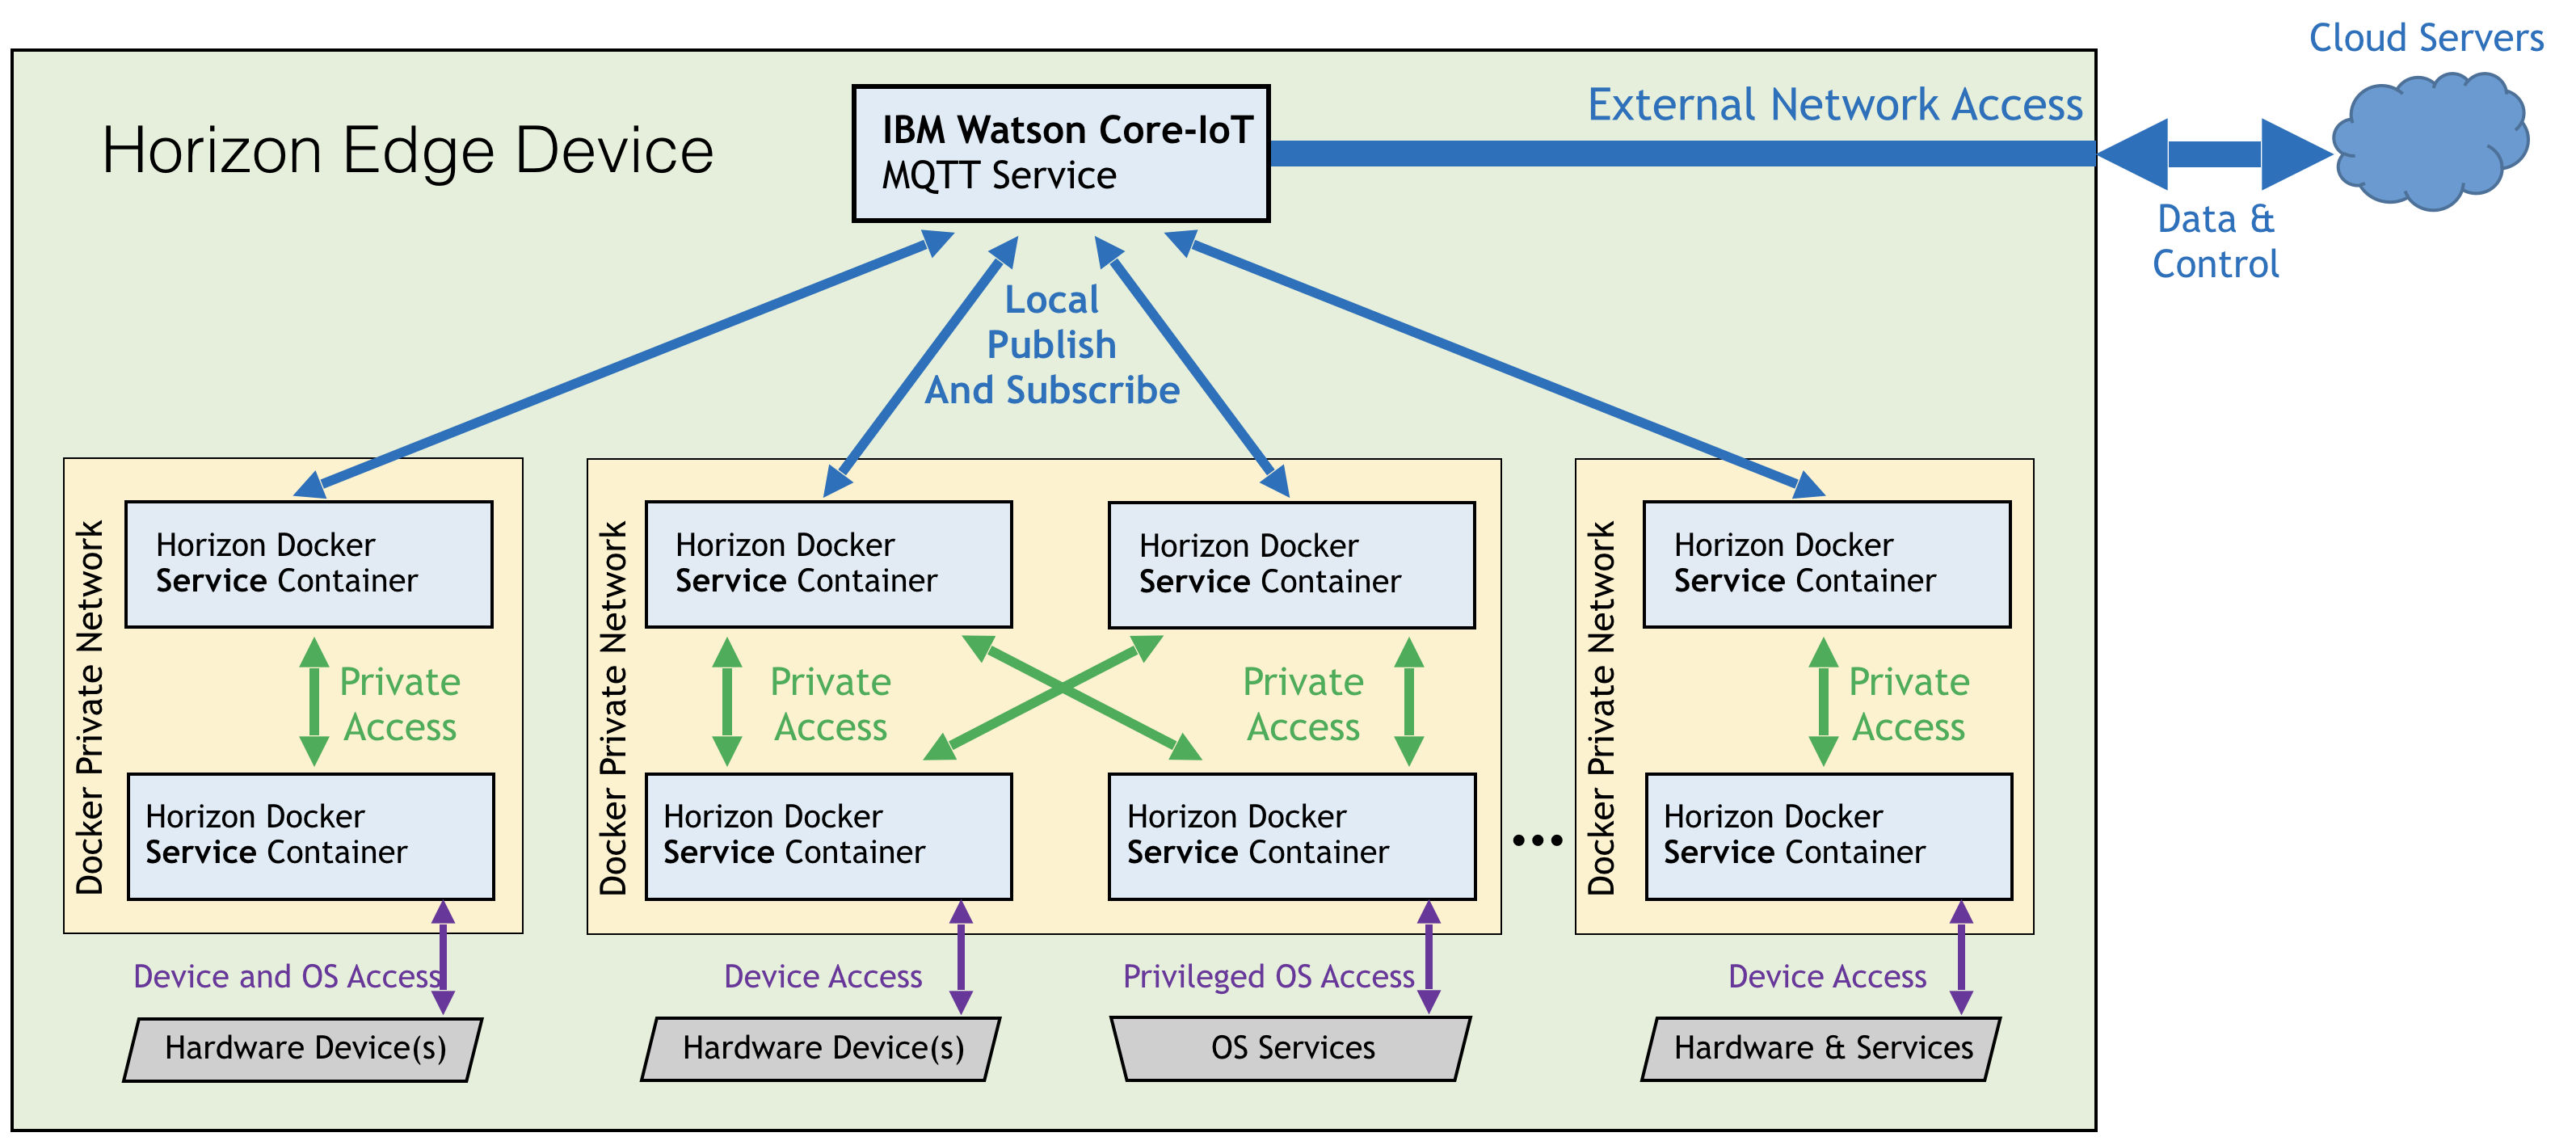 Cloud Servers
External Network Access
Horizon Edge Device
IBM Watson Core-IoT
MQTT Service
Data &
Control
Local
Publish
And Subscribe
Docker Private Network
Horizon Docker
Service Container
Private
Access
Horizon Docker
Service Container
Device and OS Access
Hardware Device(s)
Docker Private Network
Horizon Docker
Service Container
Horizon Docker
Service Container
Private
Access
Private
Access
Horizon Docker
Service Container
Horizon Docker
Service Container
Device Access
Privileged OS Access
Hardware Device(s)
OS Services
...
Docker Private Network
Horizon Docker
Service Container
Private
Access
Horizon Docker
Service Container
Device Access
Hardware & Services